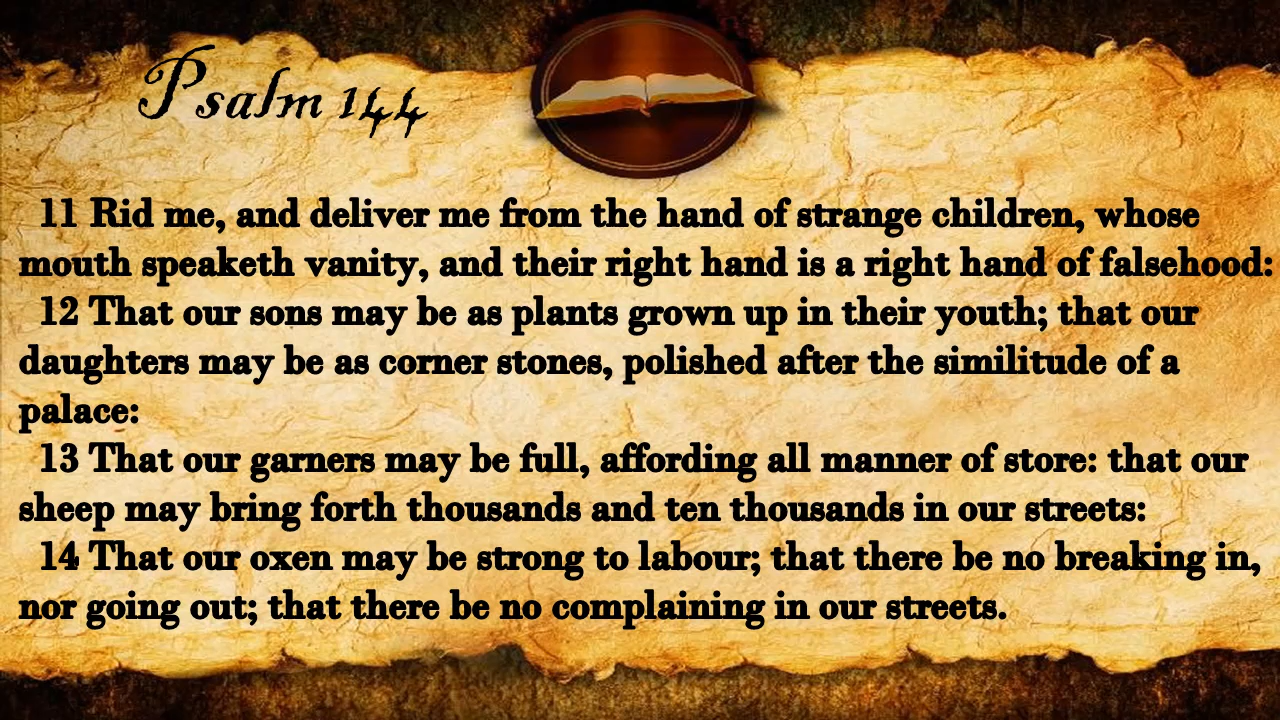 Psalm 144
11 Rid me, and deliver me from the hand of strange children, whose
mouth speaketh vanity, and their right hand is a right hand of falsehood:
12 That our sons may be as plants grown up in their youth; that our
daughters may be as corner stones, polished after the similitude of a
palace:
13 That our garners may be full, affording all manner of store: that our
sheep may bring forth thousands and ten thousands in our streets:
14 That our oxen may be strong to labour; that there be no breaking in,
nor going out; that there be no complaining in our streets.